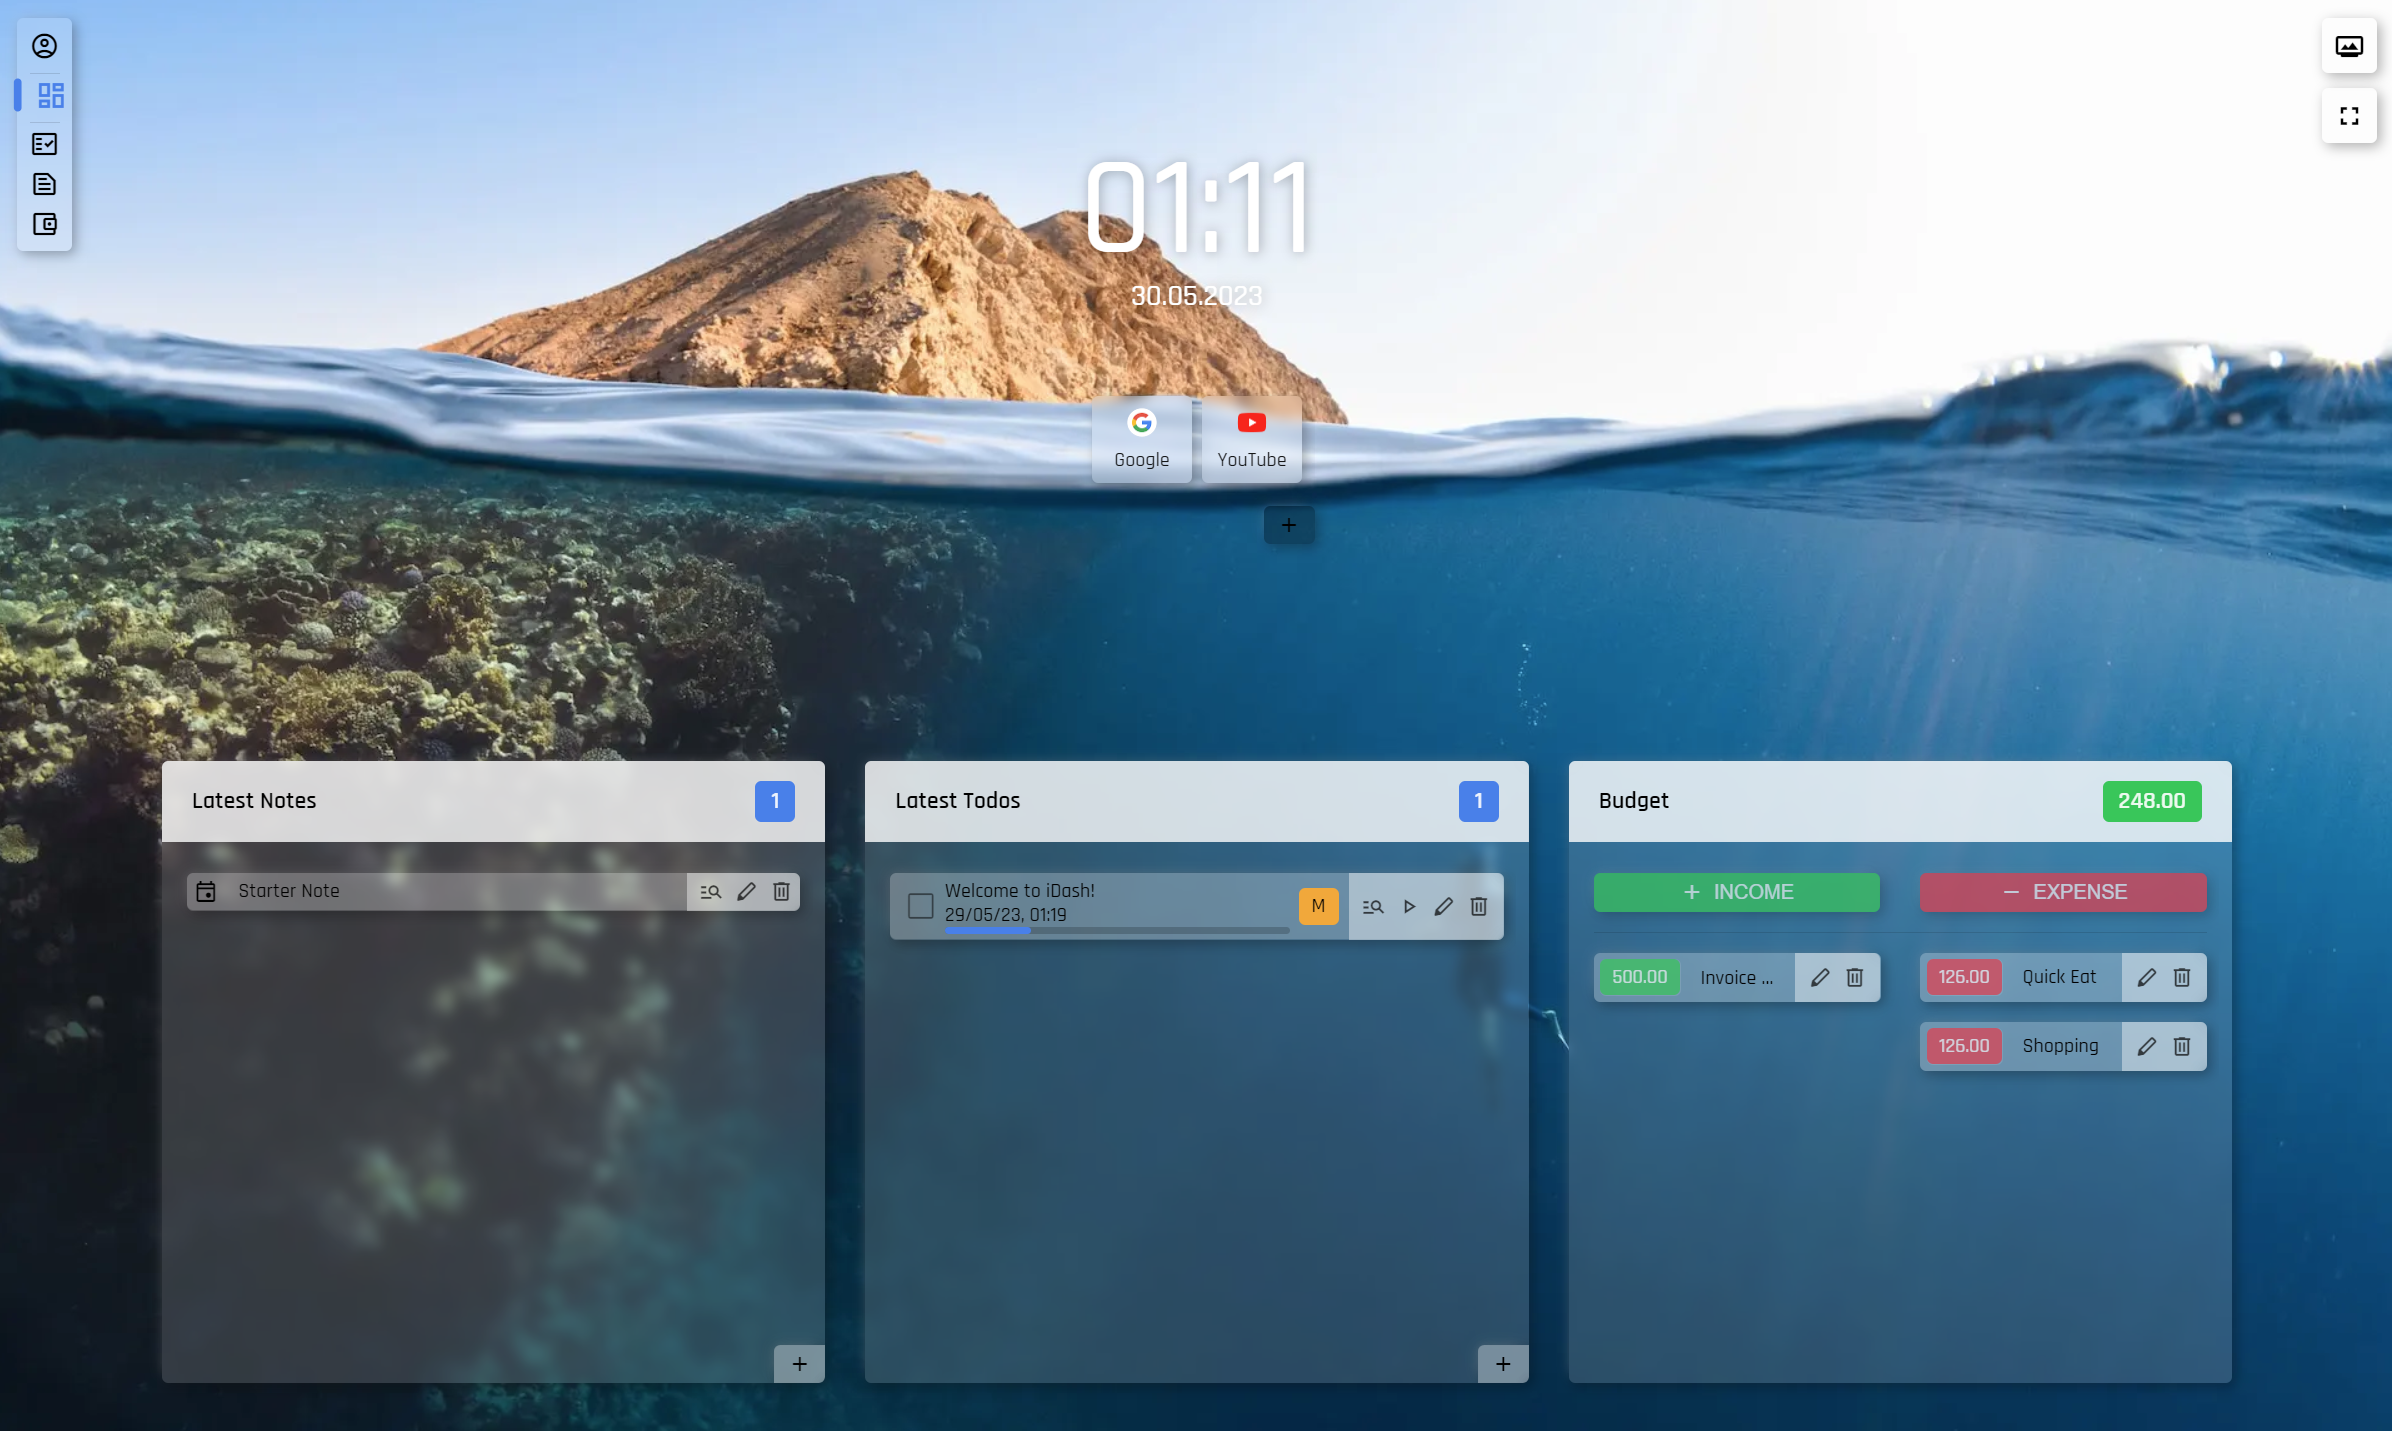 01:11
30.05.2023
Google
YouTube
Latest Notes
1
Starter Note
Latest Todos
1
Welcome to iDash!
29/05/23, 01:19
M
Budget
248.00
INCOME
EXPENSE
500.00
Invoice ...
126.00
Quick Eat
126.00
Shopping